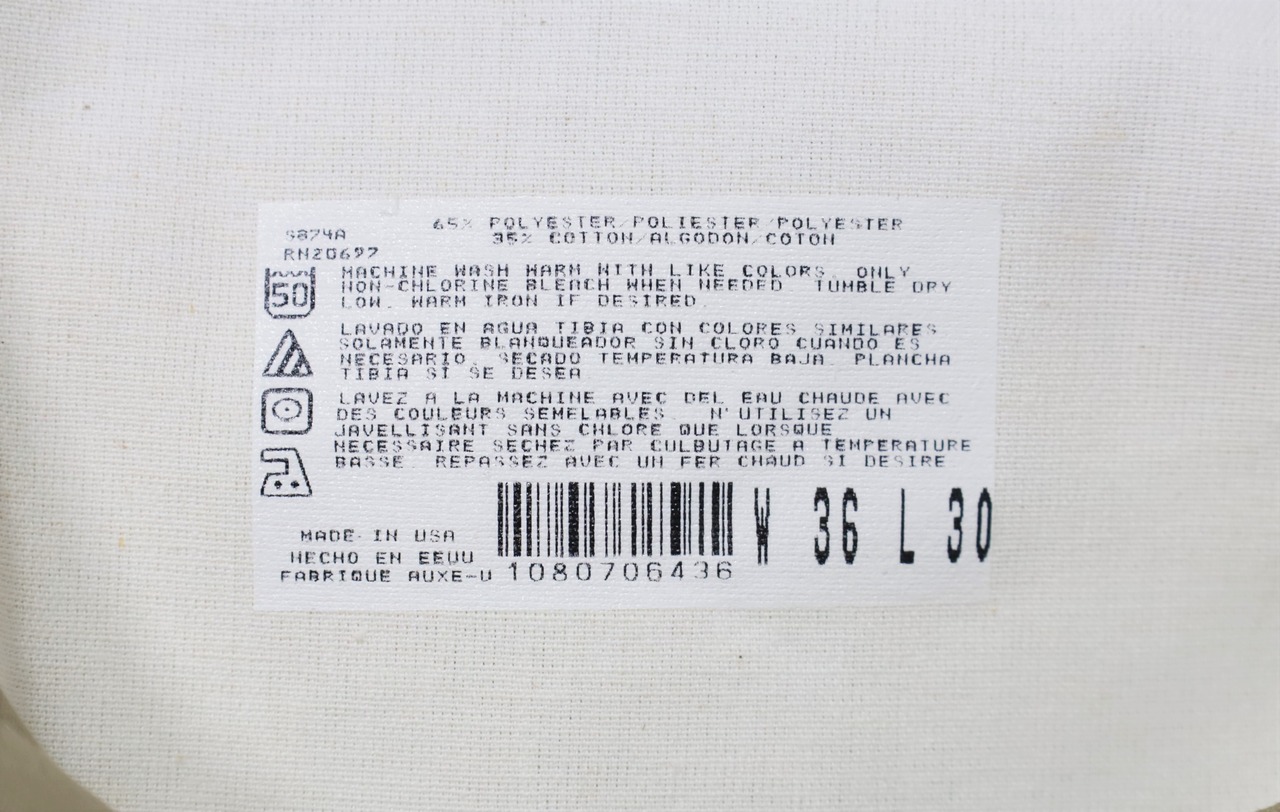 65% POLYESTER/POLIESTER/POLYESTER
35% COTTON/ALGODON/COTON
S874A
RN20697
50
MACHINE WASH WARM WITH LIKE COLORS. ONLY
NON-CHLORINE BLEACH WHEN NEEDED TUMBLE DRY
LOW. WARM IRON IF DESIRED.
LAVADO EN AGUA TIBIA CON COLORES SIMILARES
SOLAMENTE BLANQUEADOR SIN CLORO CUANDO ES
NECESARIO. SECADO TEMPERATURA BAJA. PLANCHA
TIBIA SI SE DESEA
LAVEZ A LA MACHINE AVEC DEL EAU CHAUDE AVEC
DES COULEURS SEMELABLES. N'UTILISEZ UN
JAVELLISANT SANS CHLORE QUE LORSQUE
NECESSAIRE SECHEZ PAR CULBUTAGE A TEMPERATURE
BASSE. REPASSEZ AVEC UN FER CHAUD SI DESIRE
W 36 L 30
MADE IN USA
HECHO EN EEUU
FABRIQUE AUXE-U
1080706436